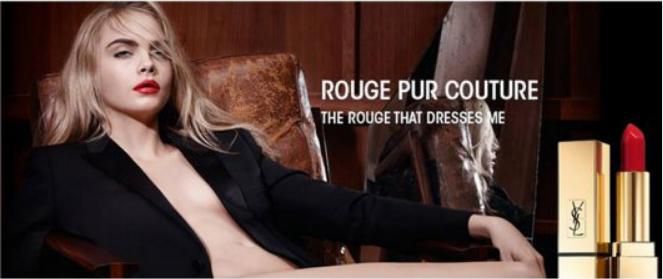 ROUGE PUR COUTURE
THE ROUGE THAT DRESSES ME
YSL